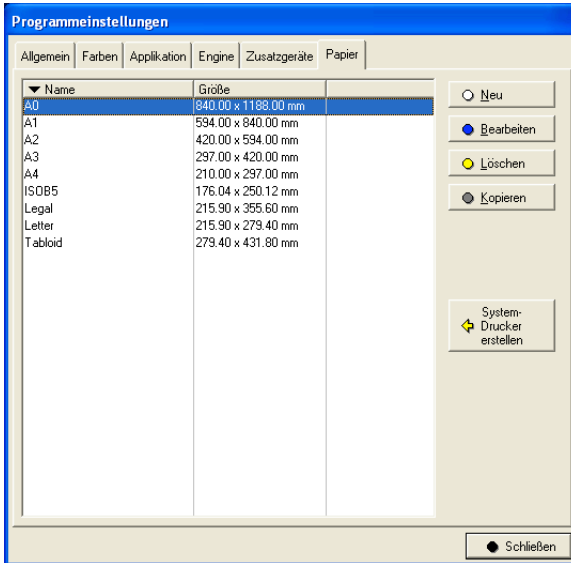 Programmeinstellungen
Allgemein Farben Applikation Engine Zusatzgeräte Papier
Name Größe
A0 840.00 x 1188.00 mm
A1 594.00 x 840.00 mm
A2 420.00 x 594.00 mm
A3 297.00 x 420.00 mm
A4 210.00 x 297.00 mm
ISOB5 176.04 x 250.12 mm
Legal 215.90 x 355.60 mm
Letter 215.90 x 279.40 mm
Tabloid 279.40 x 431.80 mm
Neu
Bearbeiten
Löschen
Kopieren
System-
Drucker
erstellen
Schließen